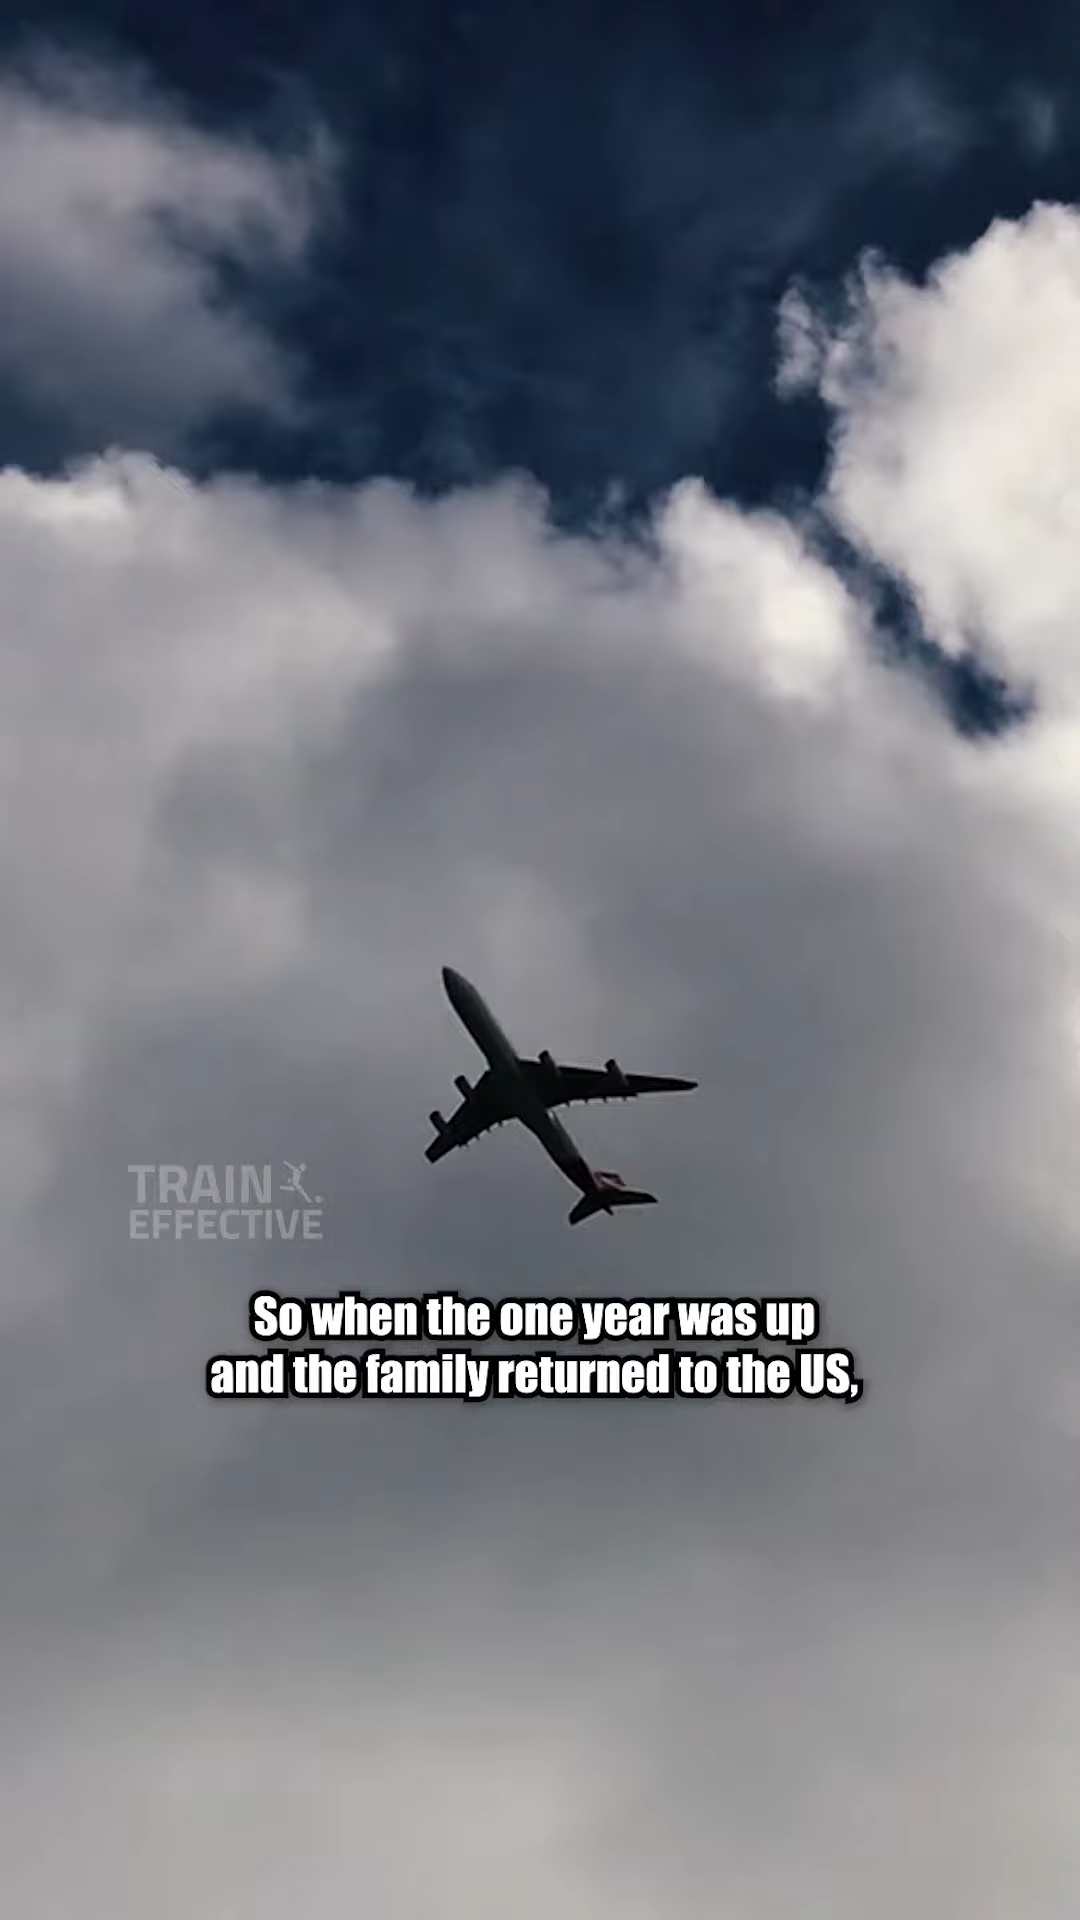 TRAIN
EFFECTIVE
So when the one year was up
and the family returned to the US,